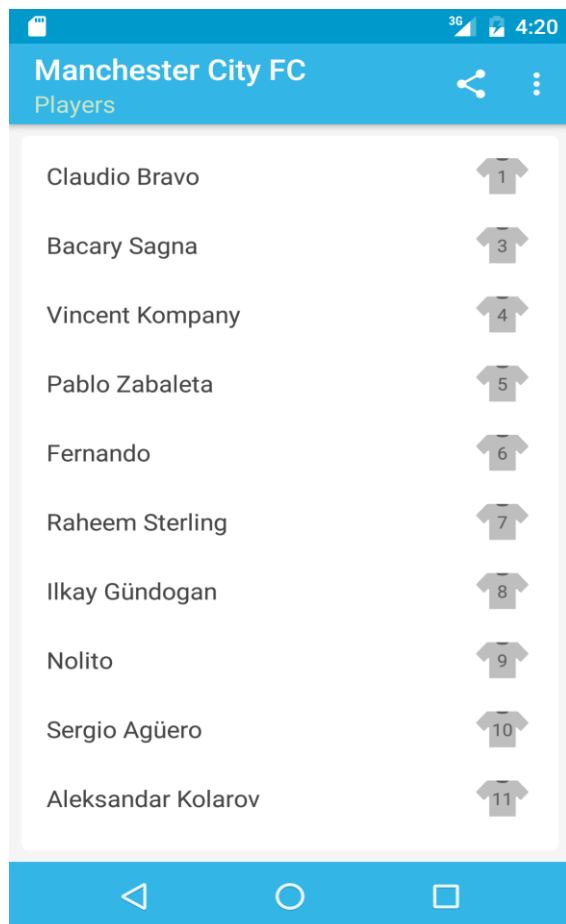 3G 4:20
Manchester City FC
Players
Claudio Bravo 1
Bacary Sagna 3
Vincent Kompany 4
Pablo Zabaleta 5
Fernando 6
Raheem Sterling 7
Ilkay Gündogan 8
Nolito 9
Sergio Agüero 10
Aleksandar Kolarov 11